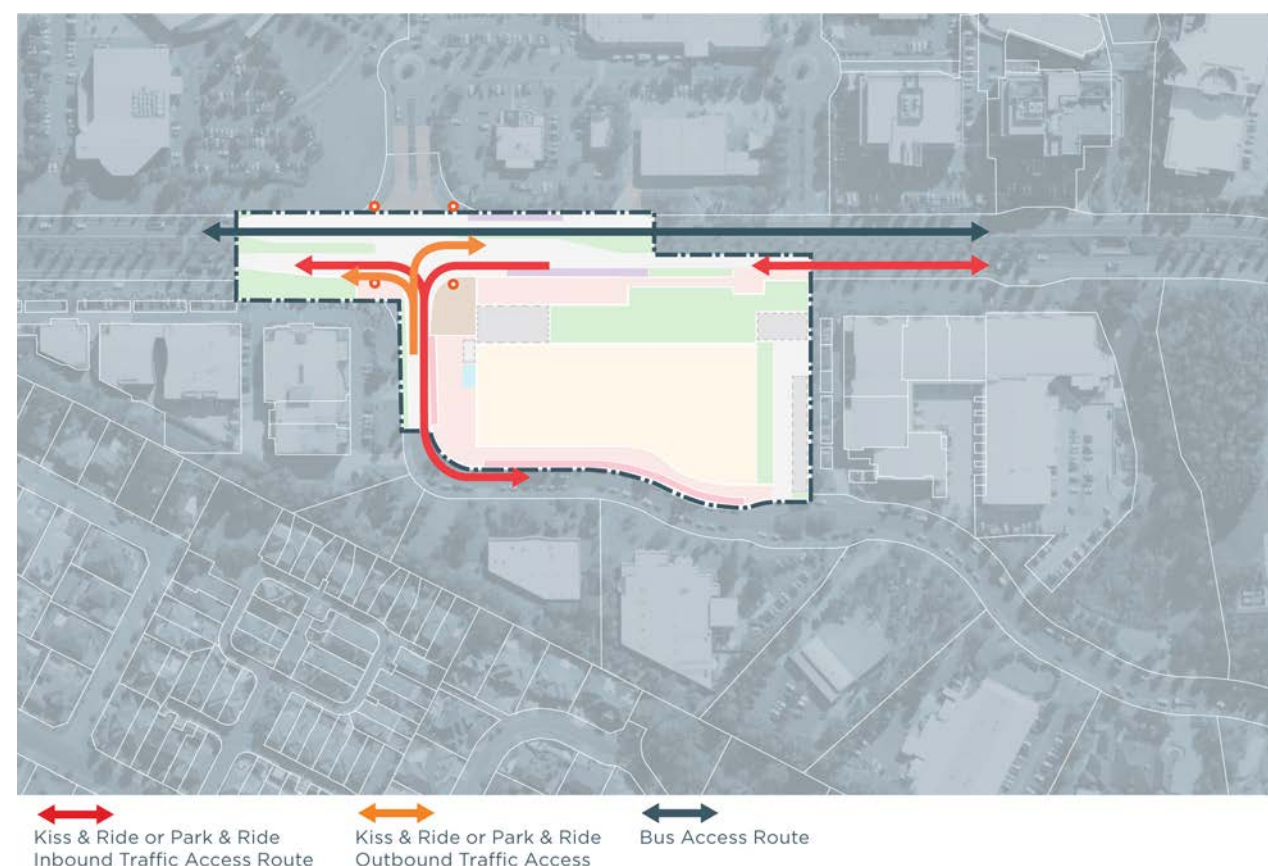 Kiss & Ride or Park & Ride
Inbound Traffic Access Route
Kiss & Ride or Park & Ride
Outbound Traffic Access
Bus Access Route